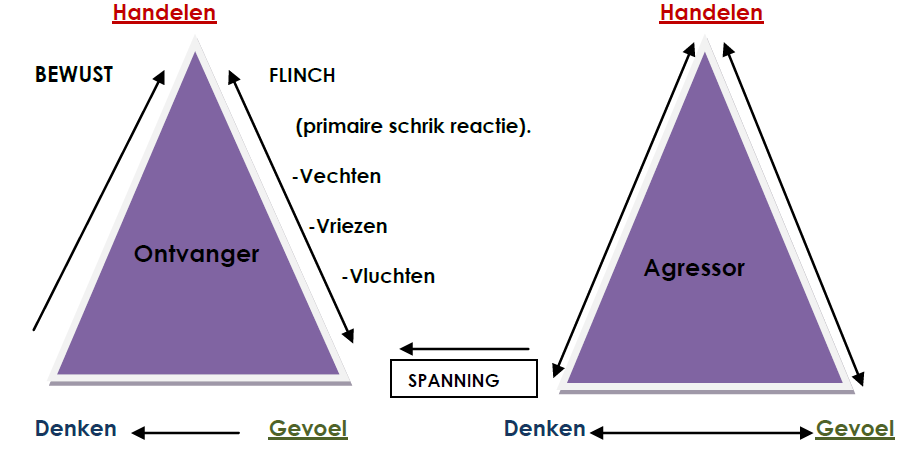 Handelen
BEWUST
FLINCH
(primaire schrik reactie).
-Vechten
-Vriezen
-Vluchten
Ontvanger
Denken
Gevoel
SPANNING
Handelen
Agressor
Denken
Gevoel